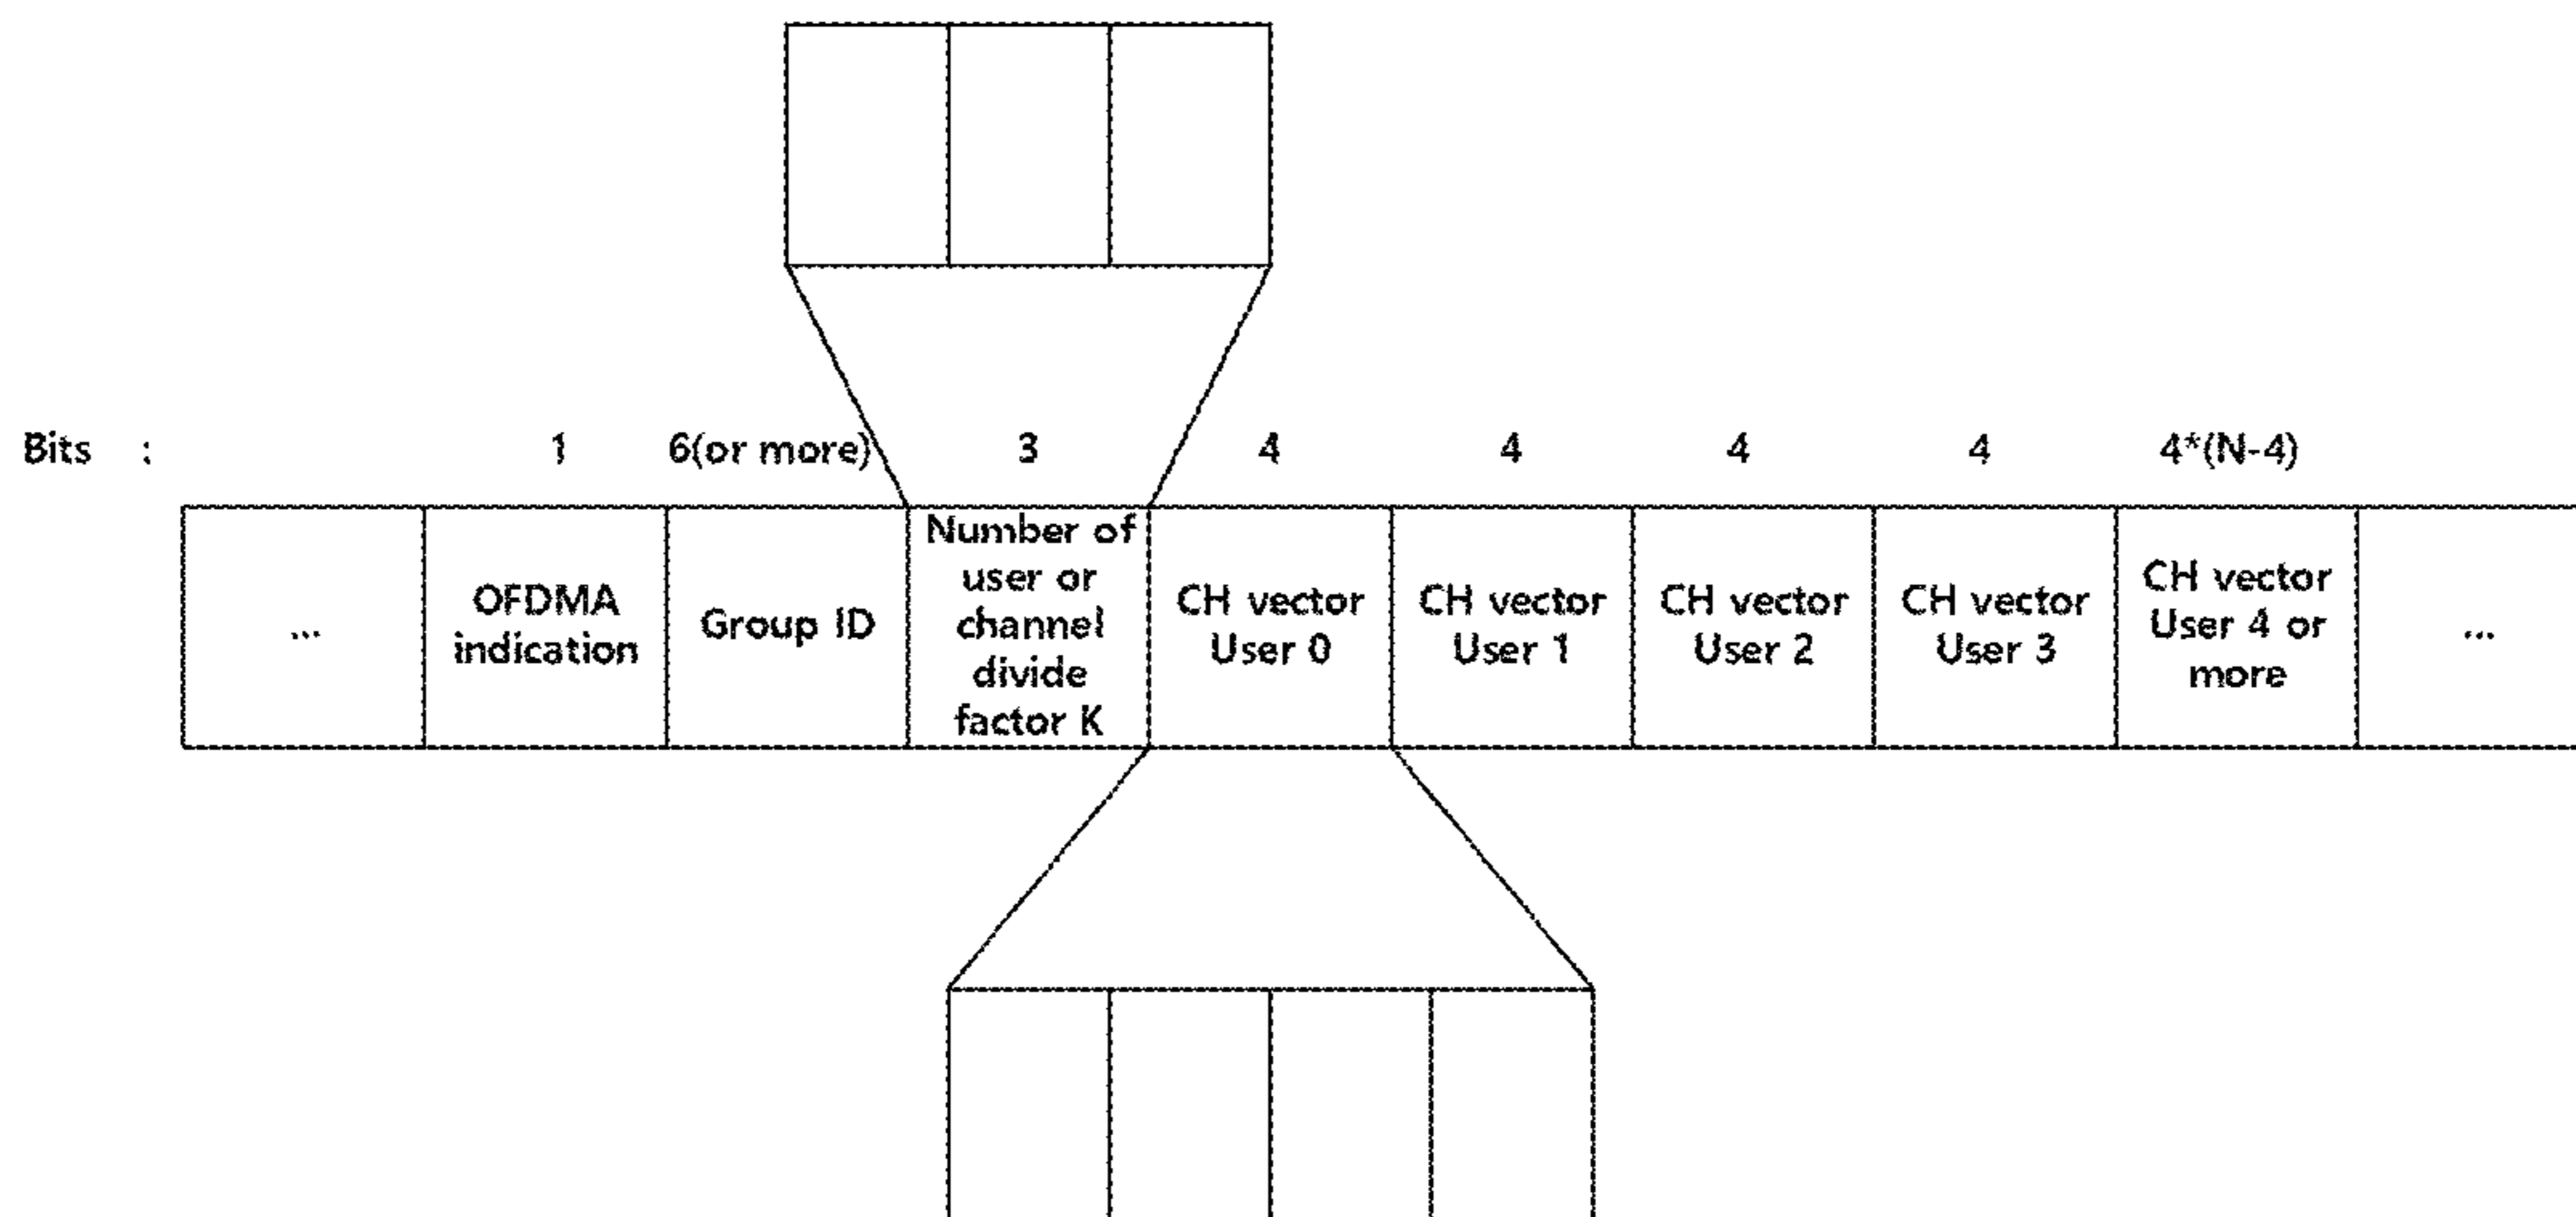 Bits : 1 6(or more) 3 4 4 4 4 4*(N-4)
...
OFDMA
indication
Group ID
Number of
user or
channel
divide
factor K
CH vector
User 0
CH vector
User 1
CH vector
User 2
CH vector
User 3
CH vector
User 4 or
more
...